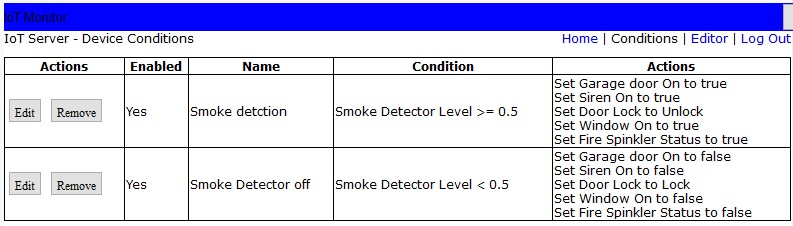 IoT Monitor
IoT Server - Device Conditions Home | Conditions | Editor | Log Out
Actions Enabled Name Condition Actions
Edit Remove Yes Smoke detction Smoke Detector Level >= 0.5 Set Garage door On to true
Set Siren On to true
Set Door Lock to Unlock
Set Window On to true
Set Fire Spinkler Status to true
Edit Remove Yes Smoke Detector off Smoke Detector Level < 0.5 Set Garage door On to false
Set Siren On to false
Set Door Lock to Lock
Set Window On to false
Set Fire Spinkler Status to false